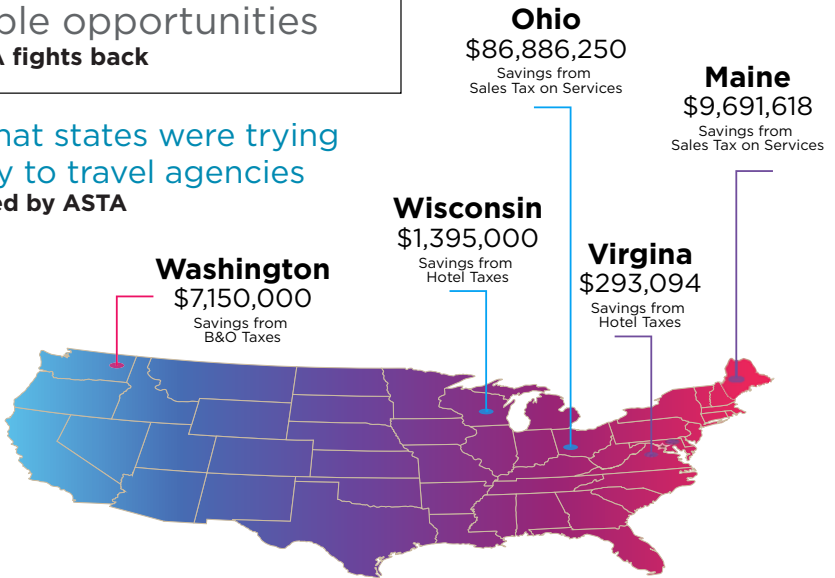 ble opportunities
A fights back
hat states were trying
y to travel agencies
ed by ASTA
Ohio
$86,886,250
Savings from
Sales Tax on Services
Maine
$9,691,618
Savings from
Sales Tax on Services
Wisconsin
$1,395,000
Savings from
Hotel Taxes
Virgina
$293,094
Savings from
Hotel Taxes
Washington
$7,150,000
Savings from
B&O Taxes